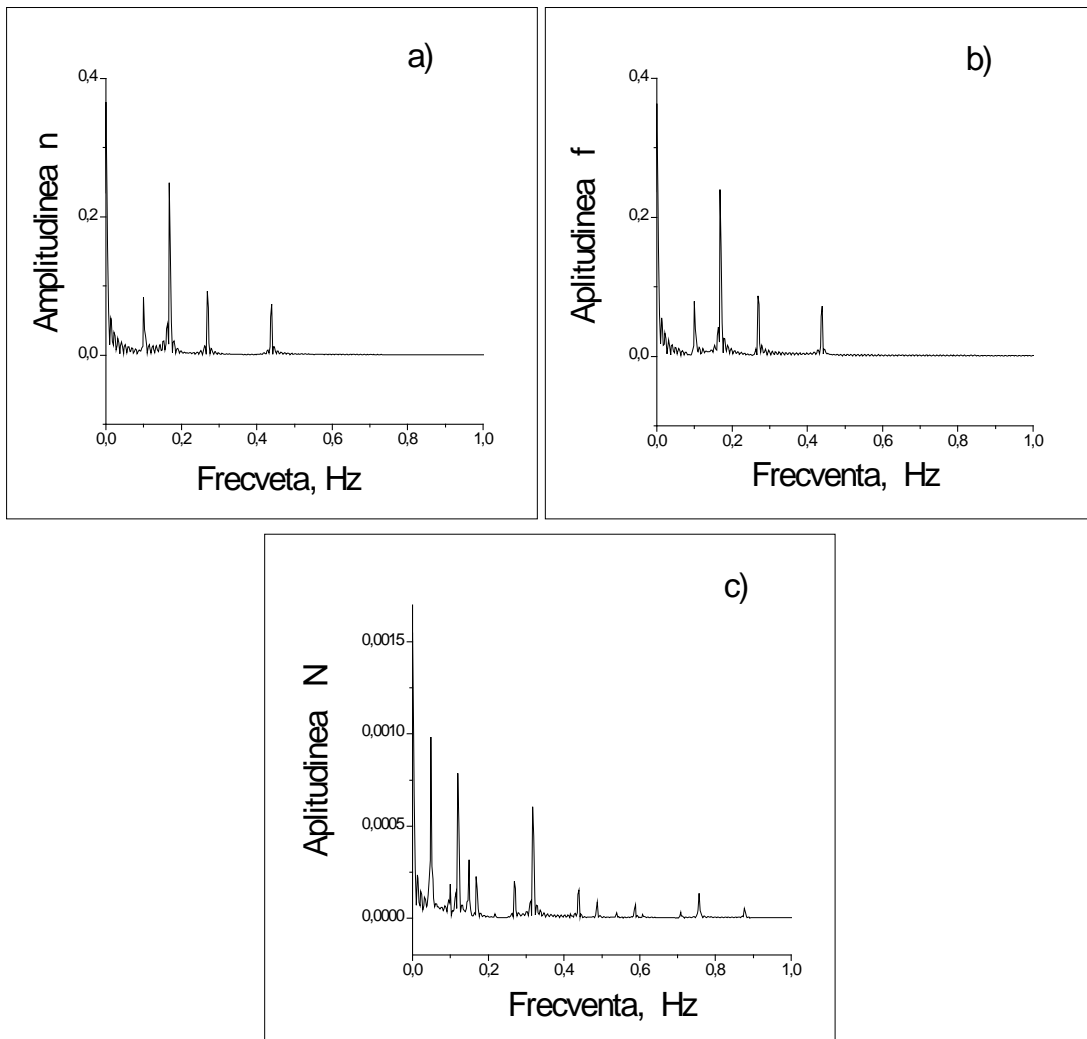 a)
0,4
0,2
0,0
Amplitudinea n
0,0 0,2 0,4 0,6 0,8 1,0
Frecveta, Hz
b)
0,4
0,2
0,0
Aplitudinea f
0,0 0,2 0,4 0,6 0,8 1,0
Frecventa, Hz
c)
0,0015
0,0010
0,0005
0,0000
Aplitudinea N
0,0 0,2 0,4 0,6 0,8 1,0
Frecventa, Hz